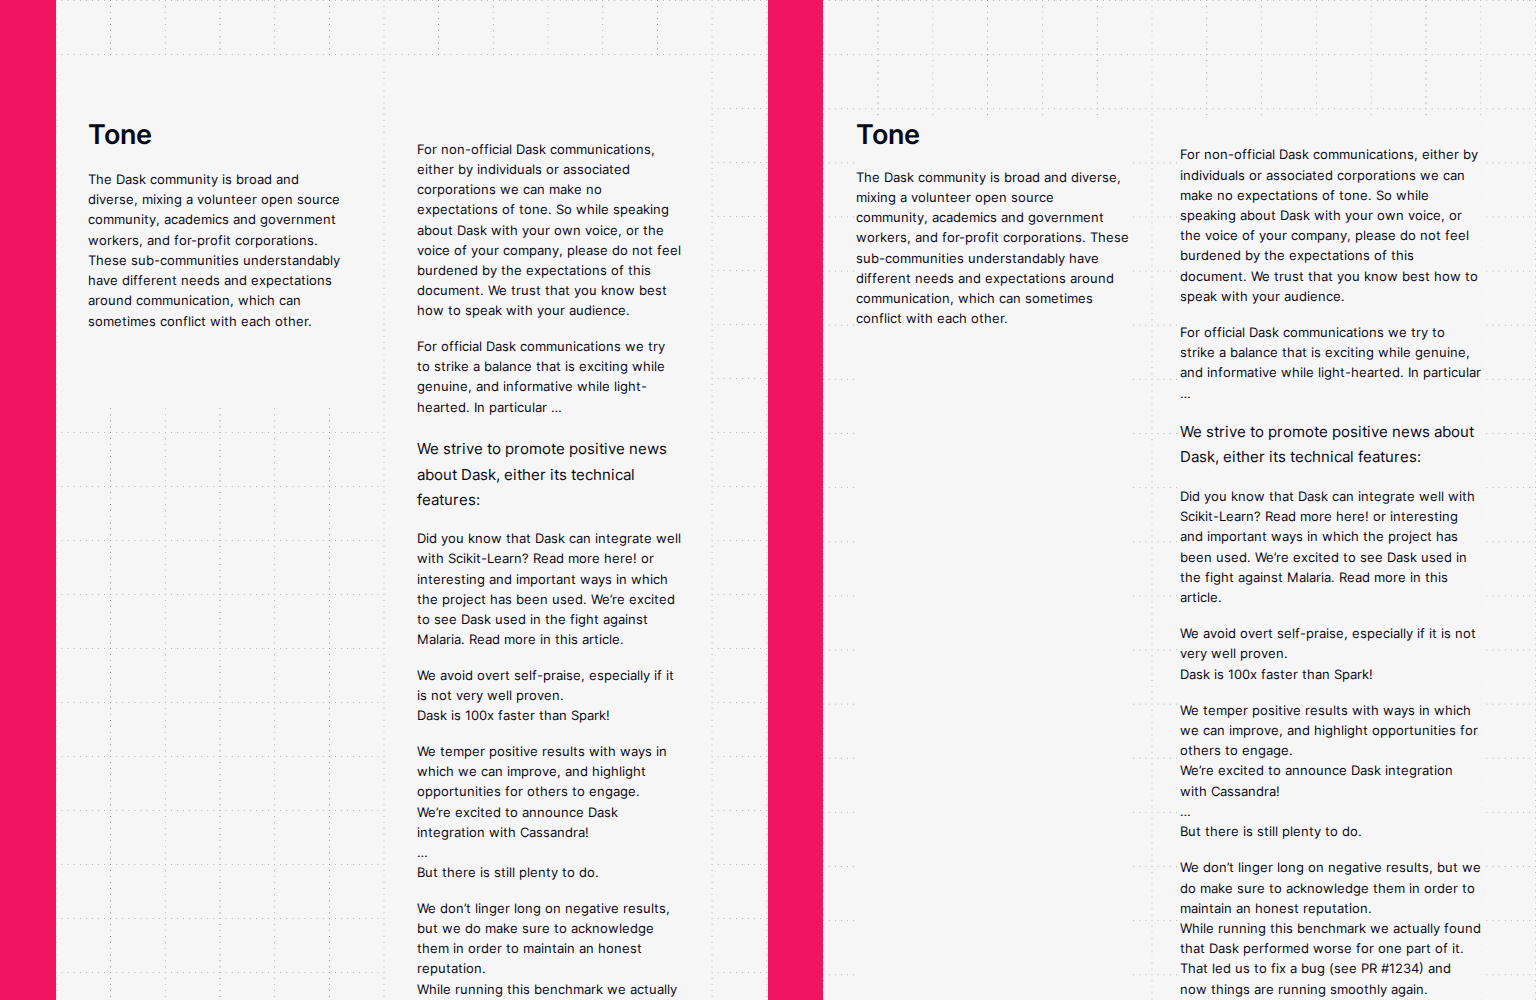 Tone
The Dask community is broad and
diverse, mixing a volunteer open source
community, academics and government
workers, and for-profit corporations.
These sub-communities understandably
have different needs and expectations
around communication, which can
sometimes conflict with each other.
For non-official Dask communications,
either by individuals or associated
corporations we can make no
expectations of tone. So while speaking
about Dask with your own voice, or the
voice of your company, please do not feel
burdened by the expectations of this
document. We trust that you know best
how to speak with your audience.
For official Dask communications we try
to strike a balance that is exciting while
genuine, and informative while light-
hearted. In particular ...
We strive to promote positive news
about Dask, either its technical
features:
Did you know that Dask can integrate well
with Scikit-Learn? Read more here! or
interesting and important ways in which
the project has been used. We’re excited
to see Dask used in the fight against
Malaria. Read more in this article.
We avoid overt self-praise, especially if it
is not very well proven.
Dask is 100x faster than Spark!
We temper positive results with ways in
which we can improve, and highlight
opportunities for others to engage.
We’re excited to announce Dask
integration with Cassandra!
...
But there is still plenty to do.
We don’t linger long on negative results,
but we do make sure to acknowledge
them in order to maintain an honest
reputation.
While running this benchmark we actually
Tone
The Dask community is broad and diverse,
mixing a volunteer open source
community, academics and government
workers, and for-profit corporations. These
sub-communities understandably have
different needs and expectations around
communication, which can sometimes
conflict with each other.
For non-official Dask communications, either by
individuals or associated corporations we can
make no expectations of tone. So while
speaking about Dask with your own voice, or
the voice of your company, please do not feel
burdened by the expectations of this
document. We trust that you know best how to
speak with your audience.
For official Dask communications we try to
strike a balance that is exciting while genuine,
and informative while light-hearted. In particular
...
We strive to promote positive news about
Dask, either its technical features:
Did you know that Dask can integrate well with
Scikit-Learn? Read more here! or interesting
and important ways in which the project has
been used. We’re excited to see Dask used in
the fight against Malaria. Read more in this
article.
We avoid overt self-praise, especially if it is not
very well proven.
Dask is 100x faster than Spark!
We temper positive results with ways in which
we can improve, and highlight opportunities for
others to engage.
We’re excited to announce Dask integration
with Cassandra!
...
But there is still plenty to do.
We don’t linger long on negative results, but we
do make sure to acknowledge them in order to
maintain an honest reputation.
While running this benchmark we actually found
that Dask performed worse for one part of it.
That led us to fix a bug (see PR #1234) and
now things are running smoothly again.